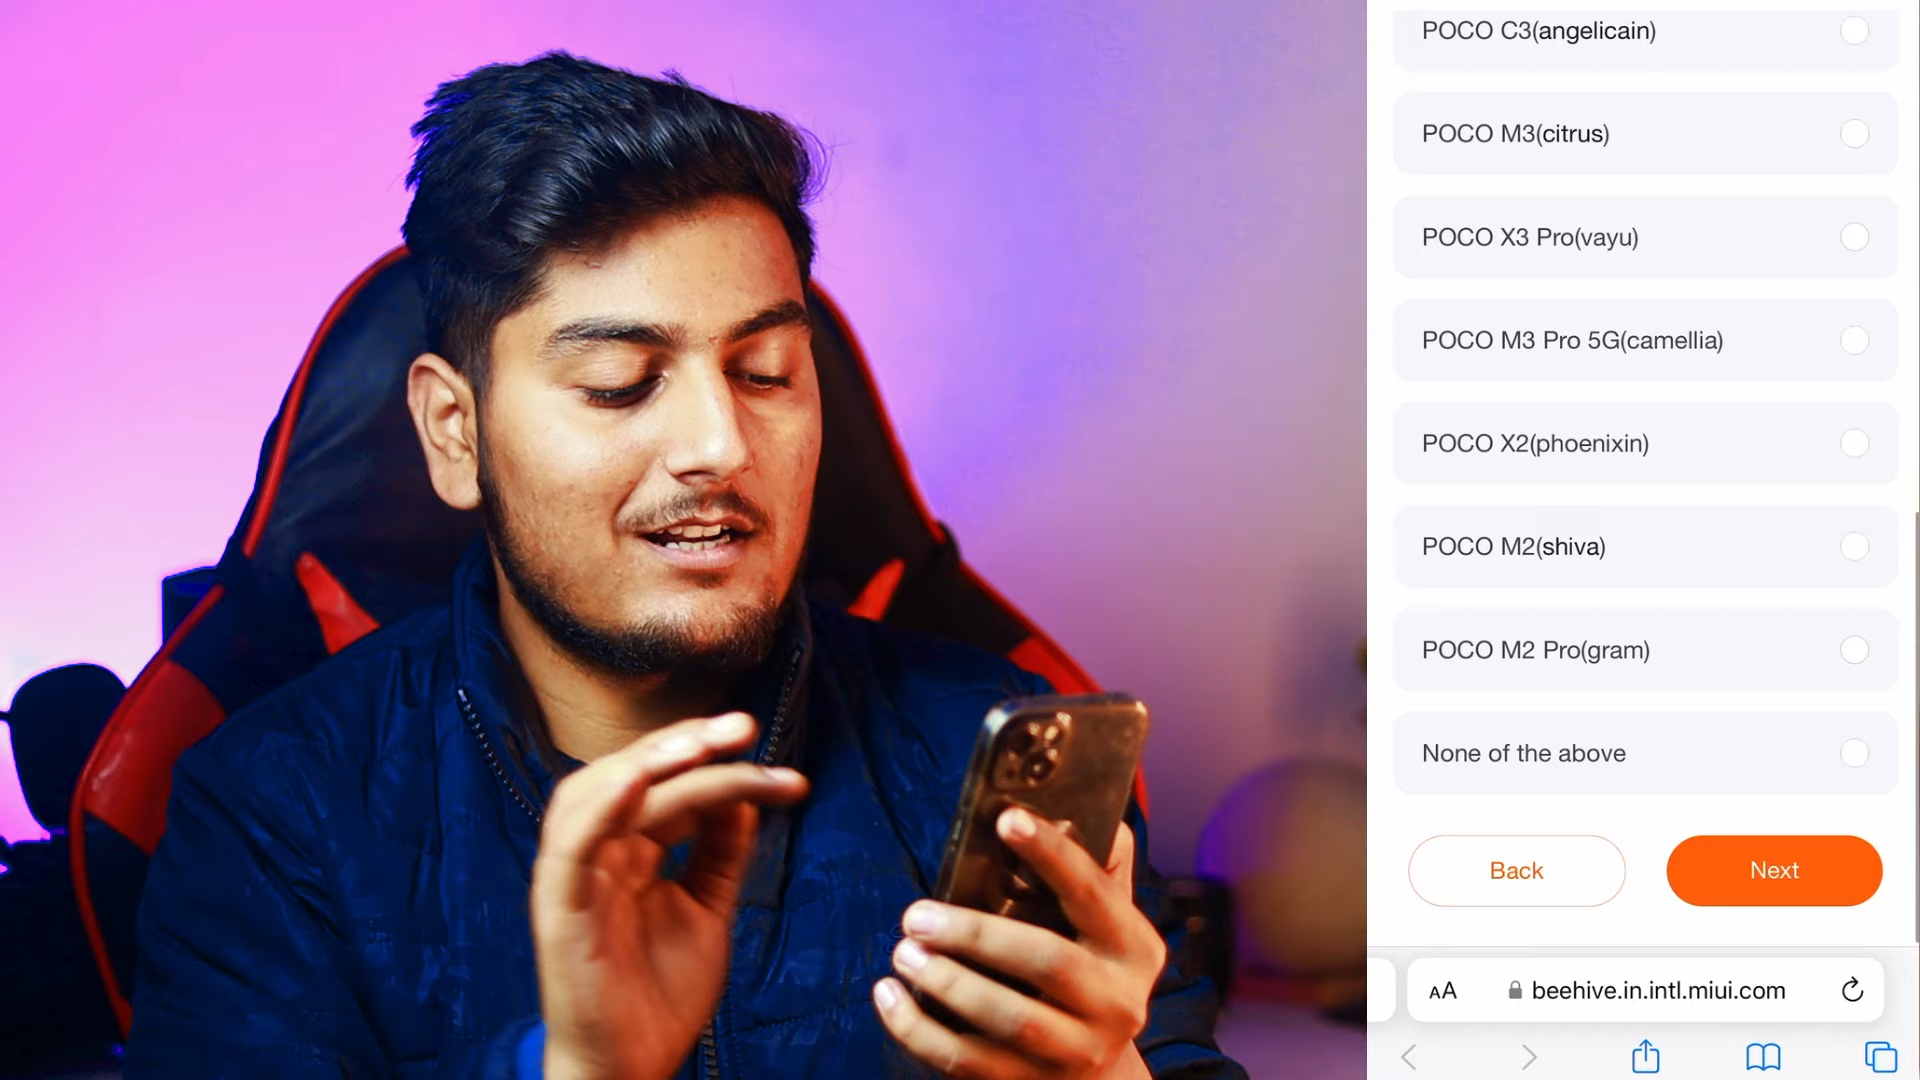 POCO C3(angelicain)
POCO M3(citrus)
POCO X3 Pro(vayu)
POCO M3 Pro 5G(camellia)
POCO X2(phoenixin)
POCO M2(shiva)
POCO M2 Pro(gram)
None of the above
Back
Next
AA
beehive.in.intl.miui.com